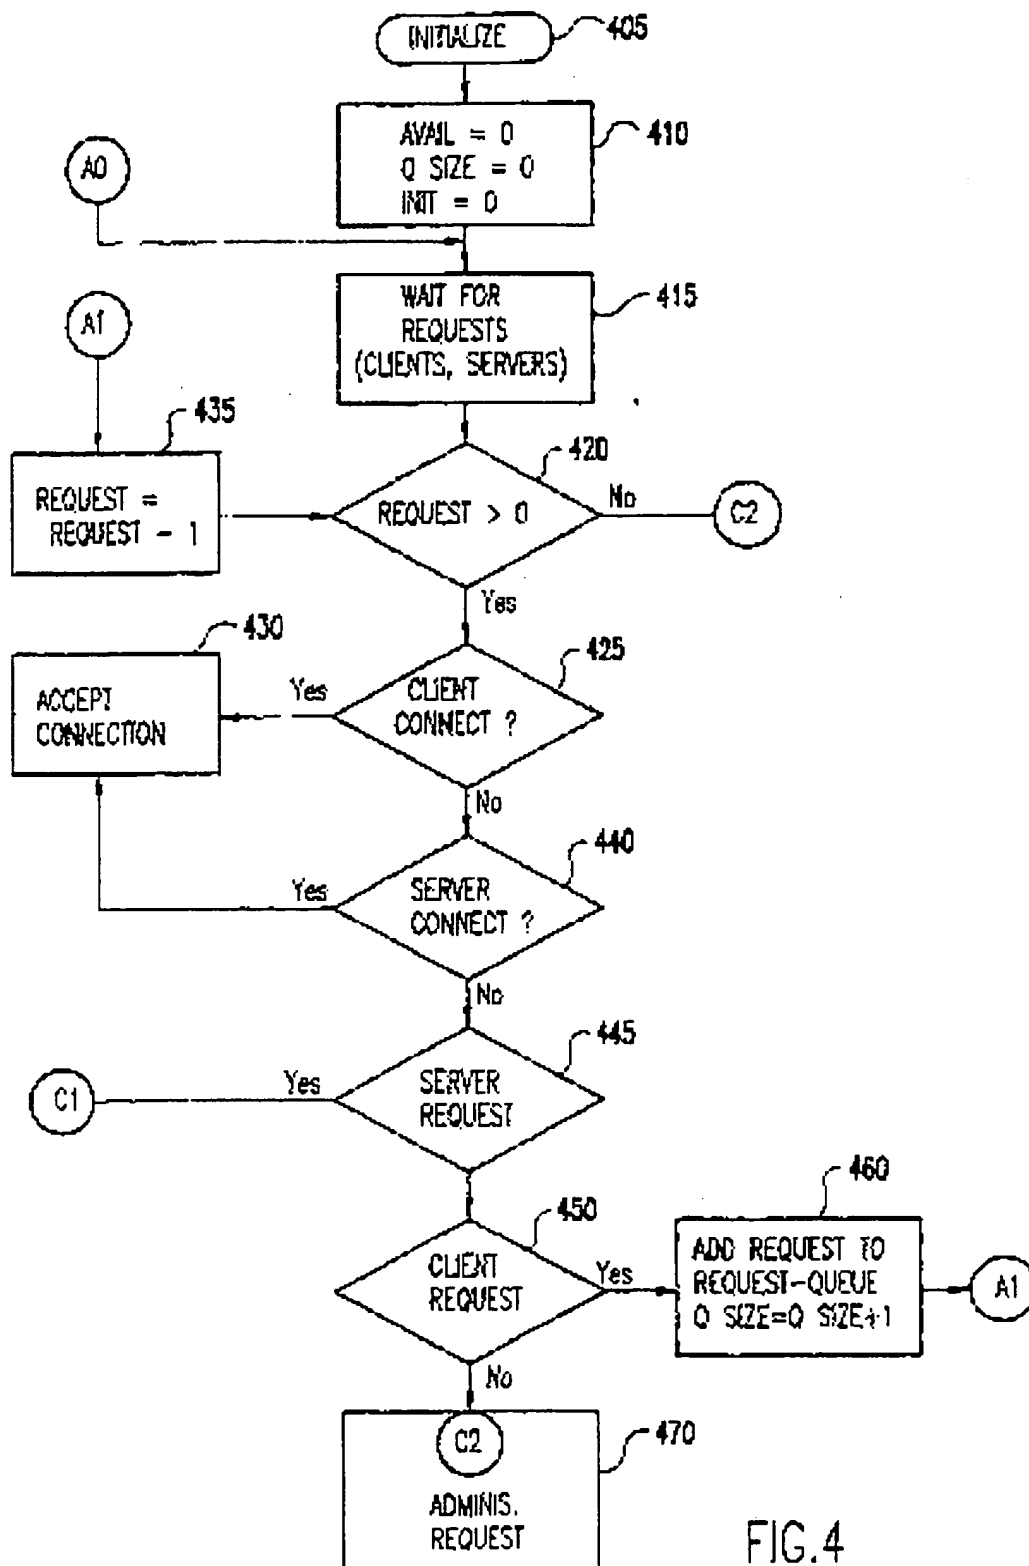 INITIALIZE
405
AVAIL = 0
Q SIZE = 0
INIT = 0
410
A0
WAIT FOR
REQUESTS
(CLIENTS, SERVERS)
415
A1
435
REQUEST =
REQUEST - 1
420
REQUEST > 0
No
C2
Yes
430
ACCEPT
CONNECTION
Yes
425
CLIENT
CONNECT ?
No
440
Yes
SERVER
CONNECT ?
No
445
C1
Yes
SERVER
REQUEST
450
CLIENT
REQUEST
Yes
460
ADD REQUEST TO
REQUEST-QUEUE
Q SIZE=Q SIZE+1
A1
No
C2
470
ADMINIS.
REQUEST
FIG.4